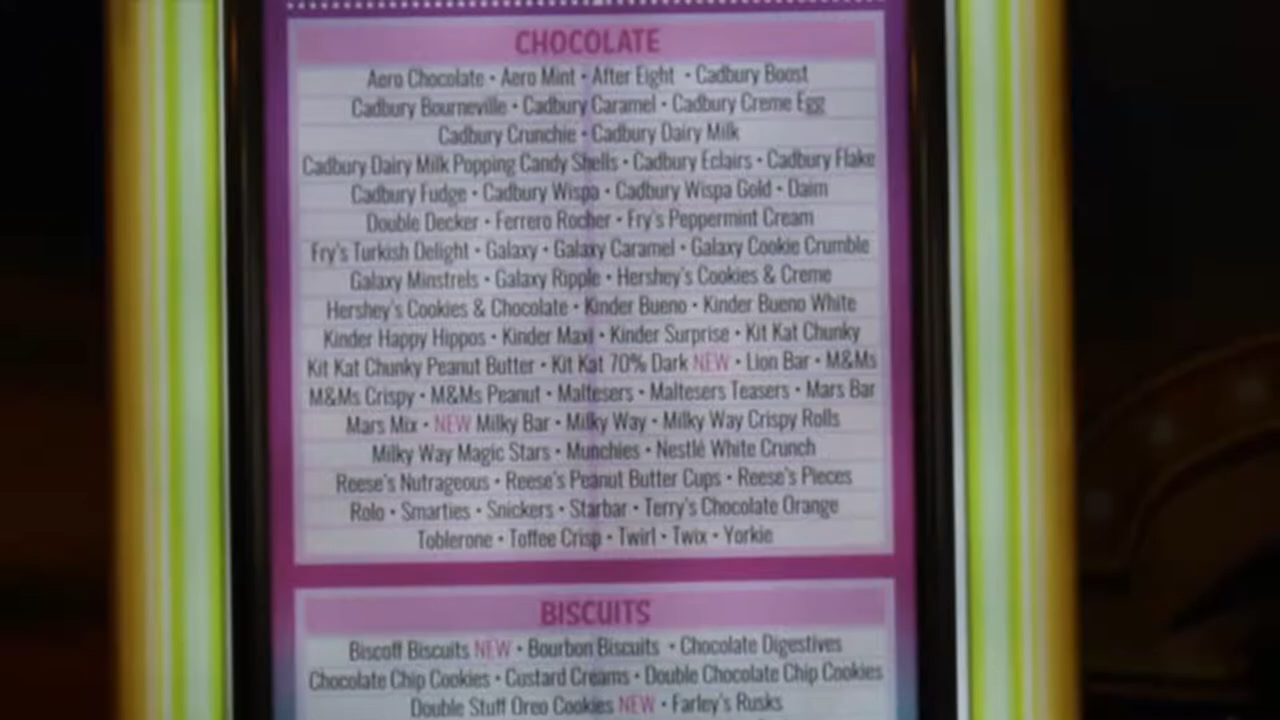 CHOCOLATE
Aero Chocolate • Aero Mint • After Eight • Cadbury Boost
Cadbury Bourneville • Cadbury Caramel • Cadbury Creme Egg
Cadbury Crunchie • Cadbury Dairy Milk
Cadbury Dairy Milk Popping Candy Shells • Cadbury Eclairs • Cadbury Flake
Cadbury Fudge • Cadbury Wispa • Cadbury Wispa Gold • Daim
Double Decker • Ferrero Rocher • Fry's Peppermint Cream
Fry's Turkish Delight • Galaxy • Galaxy Caramel • Galaxy Cookie Crumble
Galaxy Minstrels • Galaxy Ripple • Hershey's Cookies & Creme
Hershey's Cookies & Chocolate • Kinder Bueno • Kinder Bueno White
Kinder Happy Hippos • Kinder Maxi • Kinder Surprise • Kit Kat Chunky
Kit Kat Chunky Peanut Butter • Kit Kat 70% Dark NEW • Lion Bar • M&Ms
M&Ms Crispy • M&Ms Peanut • Maltesers • Maltesers Teasers • Mars Bar
Mars Mix • NEW Milky Bar • Milky Way • Milky Way Crispy Rolls
Milky Way Magic Stars • Munchies • Nestlé White Crunch
Reese's Nutrageous • Reese's Peanut Butter Cups • Reese's Pieces
Rolo • Smarties • Snickers • Starbar • Terry's Chocolate Orange
Toblerone • Toffee Crisp • Twirl • Twix • Yorkie
BISCUITS
Biscoff Biscuits NEW • Bourbon Biscuits • Chocolate Digestives
Chocolate Chip Cookies • Custard Creams • Double Chocolate Chip Cookies
Double Stuff Oreo Cookies NEW • Farley's Rusks